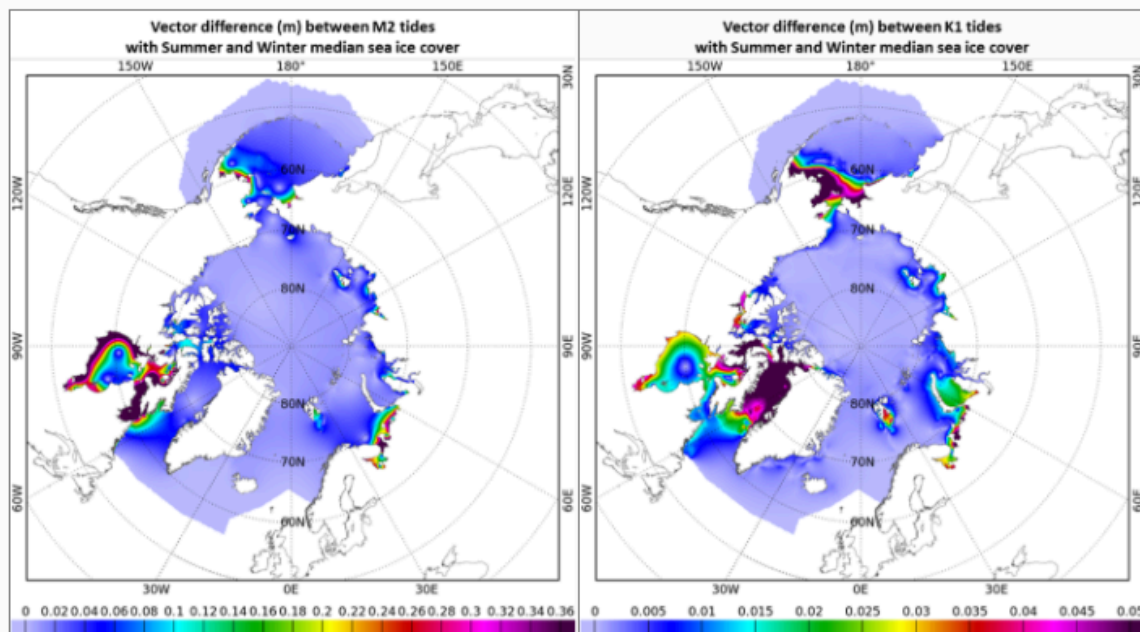 Vector difference (m) between M2 tides
with Summer and Winter median sea ice cover
150W 180° 150E
30N
120W
60N
120E
70N
80N
90W
90E
80N
70N
60W
60N
60E
30W 0E 30E
0 0.02 0.04 0.06 0.08 0.1 0.12 0.14 0.16 0.18 0.2 0.22 0.24 0.26 0.28 0.3 0.32 0.34 0.36
Vector difference (m) between K1 tides
with Summer and Winter median sea ice cover
150W 180° 150E
30N
120W
60N
120E
70N
80N
90W
90E
80N
70N
60W
60N
60E
30W 0E 30E
0 0.005 0.01 0.015 0.02 0.025 0.03 0.035 0.04 0.045